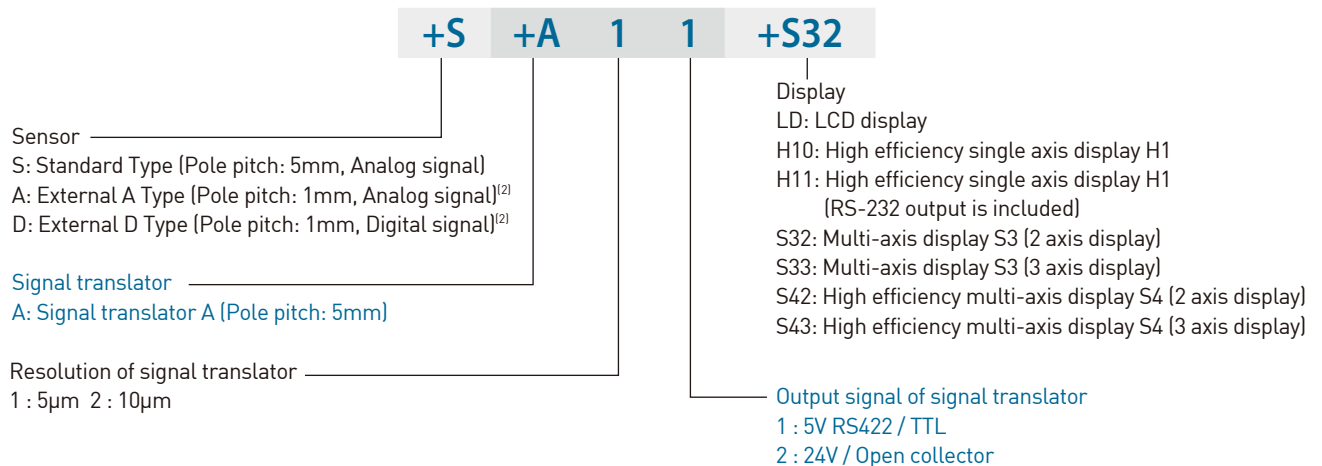 +S +A 1 1 +S32
Sensor
S: Standard Type (Pole pitch: 5mm, Analog signal)
A: External A Type (Pole pitch: 1mm, Analog signal)(2)
D: External D Type (Pole pitch: 1mm, Digital signal)(2)
Signal translator
A: Signal translator A (Pole pitch: 5mm)
Resolution of signal translator
1 : 5μm 2 : 10μm
Display
LD: LCD display
H10: High efficiency single axis display H1
H11: High efficiency single axis display H1
(RS-232 output is included)
S32: Multi-axis display S3 (2 axis display)
S33: Multi-axis display S3 (3 axis display)
S42: High efficiency multi-axis display S4 (2 axis display)
S43: High efficiency multi-axis display S4 (3 axis display)
Output signal of signal translator
1 : 5V RS422 / TTL
2 : 24V / Open collector